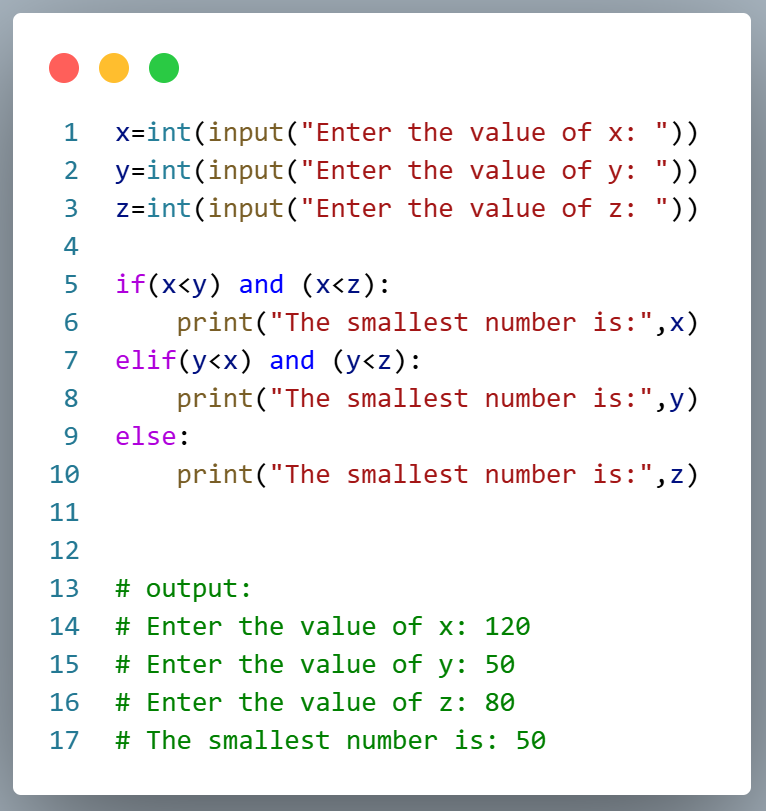 1 x=int(input("Enter the value of x: "))
2 y=int(input("Enter the value of y: "))
3 z=int(input("Enter the value of z: "))
4
5 if(x<y) and (x<z):
6     print("The smallest number is:",x)
7 elif(y<x) and (y<z):
8     print("The smallest number is:",y)
9 else:
10     print("The smallest number is:",z)
11
12
13 # output:
14 # Enter the value of x: 120
15 # Enter the value of y: 50
16 # Enter the value of z: 80
17 # The smallest number is: 50